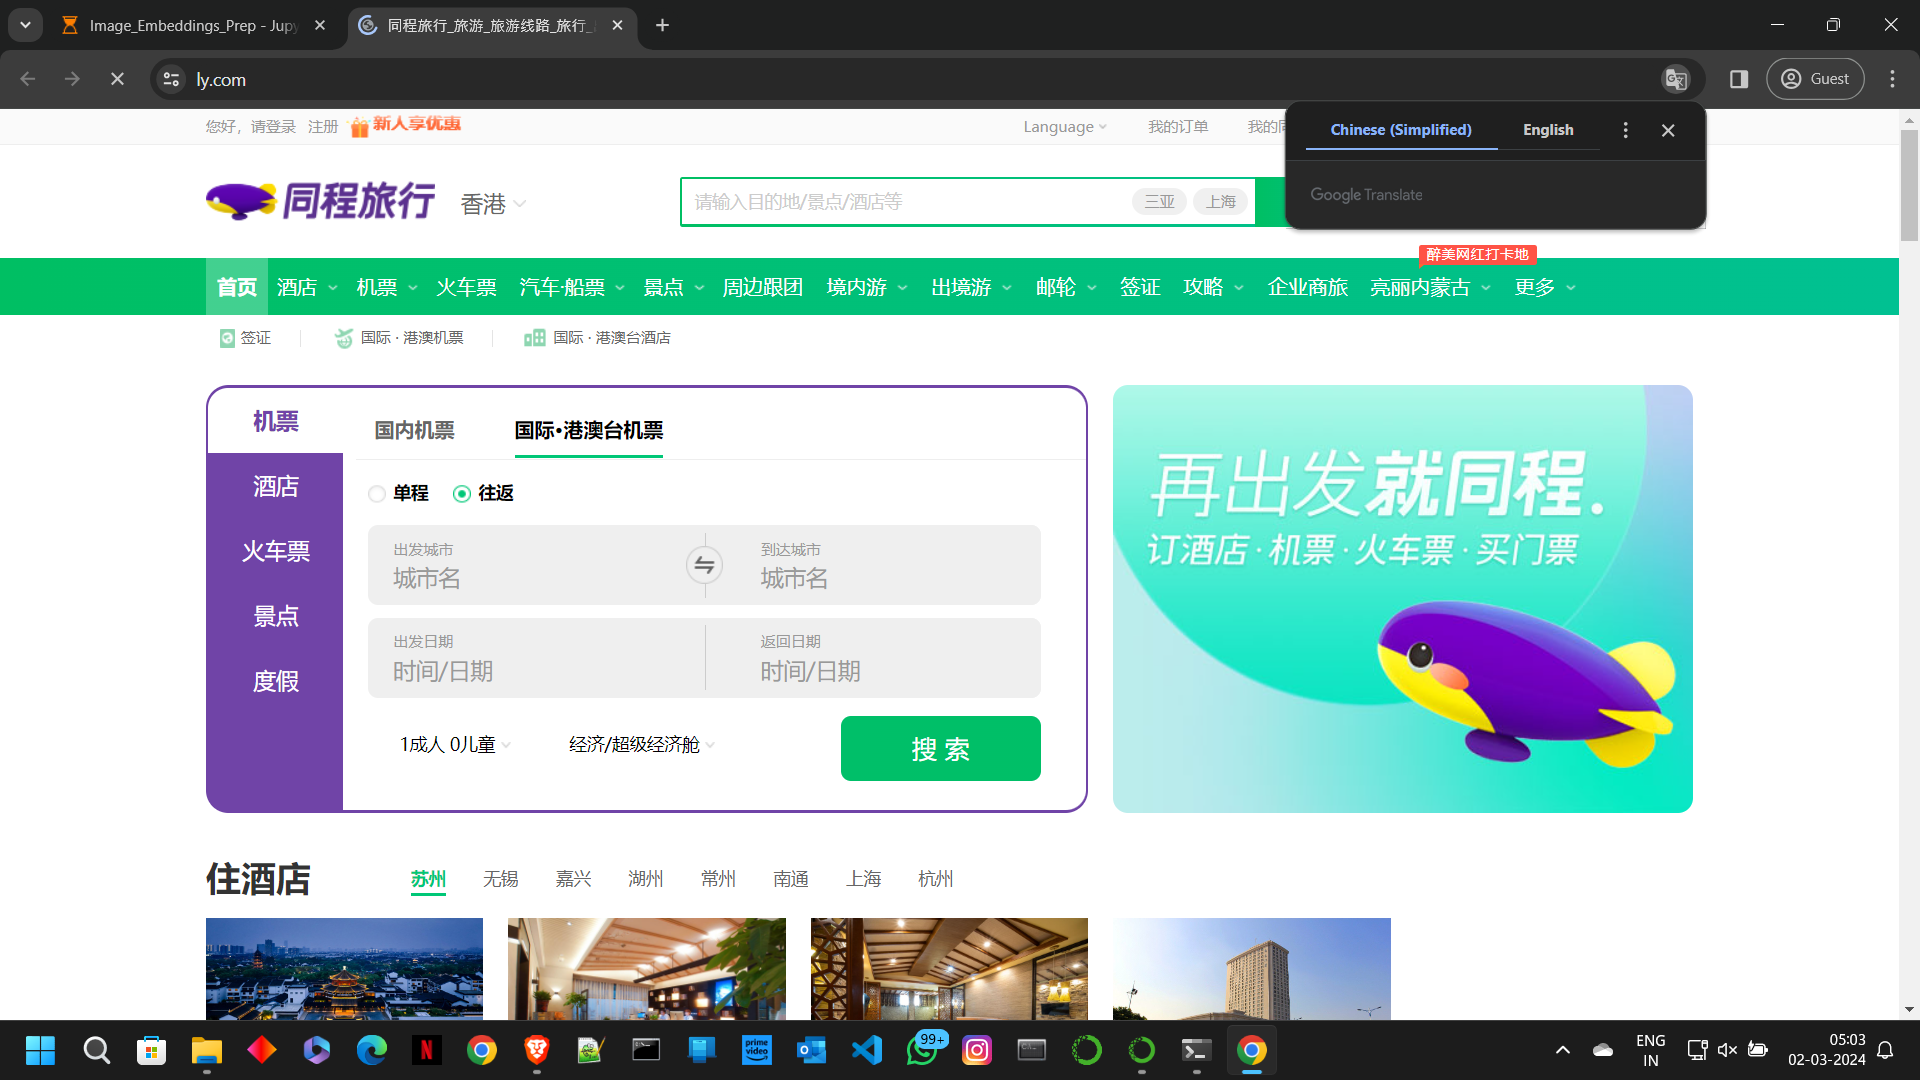 Image_Embeddings_Prep - Jup
同程旅行_旅游_旅游线路_旅行_
ly.com
Guest
您好，请登录 注册 新人享优惠
Language 我的订单 我的同
Chinese (Simplified) English
Google Translate
同程旅行 香港 请输入目的地/景点/酒店等 三亚 上海
醉美网红打卡地
首页 酒店 机票 火车票 汽车·船票 景点 周边跟团 境内游 出境游 邮轮 签证 攻略 企业商旅 亮丽内蒙古 更多
签证 国际 · 港澳机票 国际 · 港澳台酒店
机票
酒店
火车票
景点
度假
国内机票 国际•港澳台机票
单程 往返
出发城市 到达城市
城市名 城市名
出发日期 返回日期
时间/日期 时间/日期
1成人 0儿童 经济/超级经济舱 搜 索
再出发就同程.
订酒店·机票·火车票·买门票
住酒店 苏州 无锡 嘉兴 湖州 常州 南通 上海 杭州
prime video
99+
ENG
IN
05:03
02-03-2024